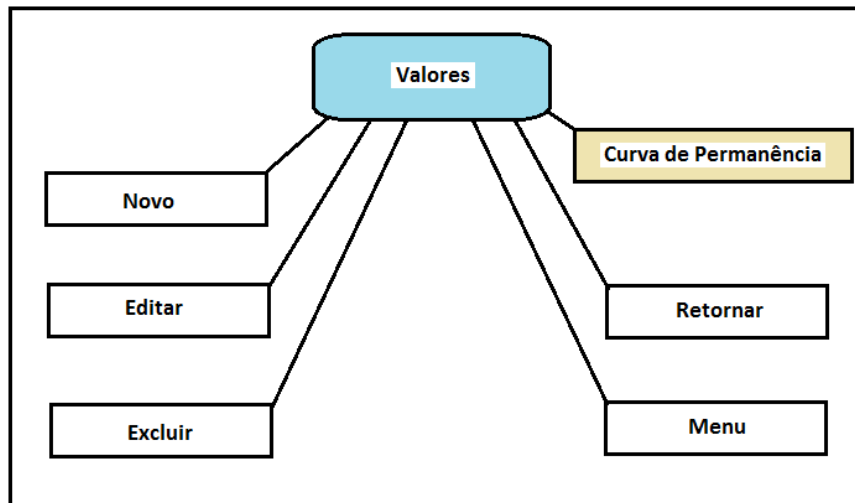 Valores
Curva de Permanência
Novo
Editar
Retornar
Excluir
Menu